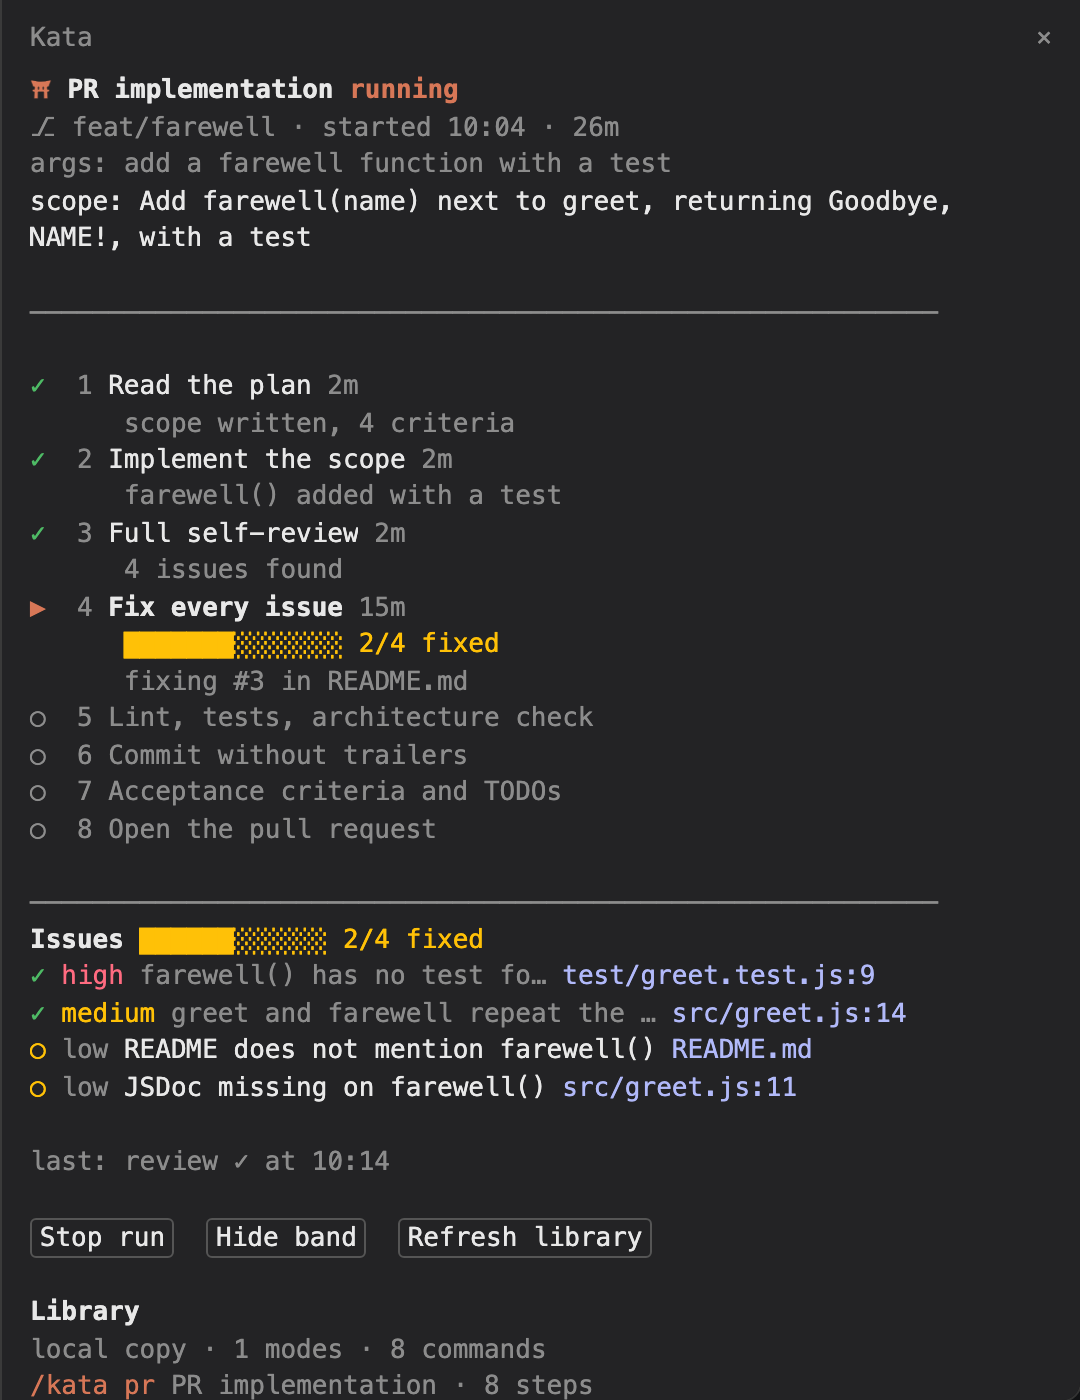 Kata ×
⛩ PR implementation running
⎇ feat/farewell · started 10:04 · 26m
args: add a farewell function with a test
scope: Add farewell(name) next to greet, returning Goodbye,
NAME!, with a test
✓ 1 Read the plan 2m
scope written, 4 criteria
✓ 2 Implement the scope 2m
farewell() added with a test
✓ 3 Full self-review 2m
4 issues found
▶ 4 Fix every issue 15m
2/4 fixed
fixing #3 in README.md
○ 5 Lint, tests, architecture check
○ 6 Commit without trailers
○ 7 Acceptance criteria and TODOs
○ 8 Open the pull request
Issues 2/4 fixed
✓ high farewell() has no test fo… test/greet.test.js:9
✓ medium greet and farewell repeat the … src/greet.js:14
○ low README does not mention farewell() README.md
○ low JSDoc missing on farewell() src/greet.js:11
last: review ✓ at 10:14
Stop run Hide band Refresh library
Library
local copy · 1 modes · 8 commands
/kata pr PR implementation · 8 steps